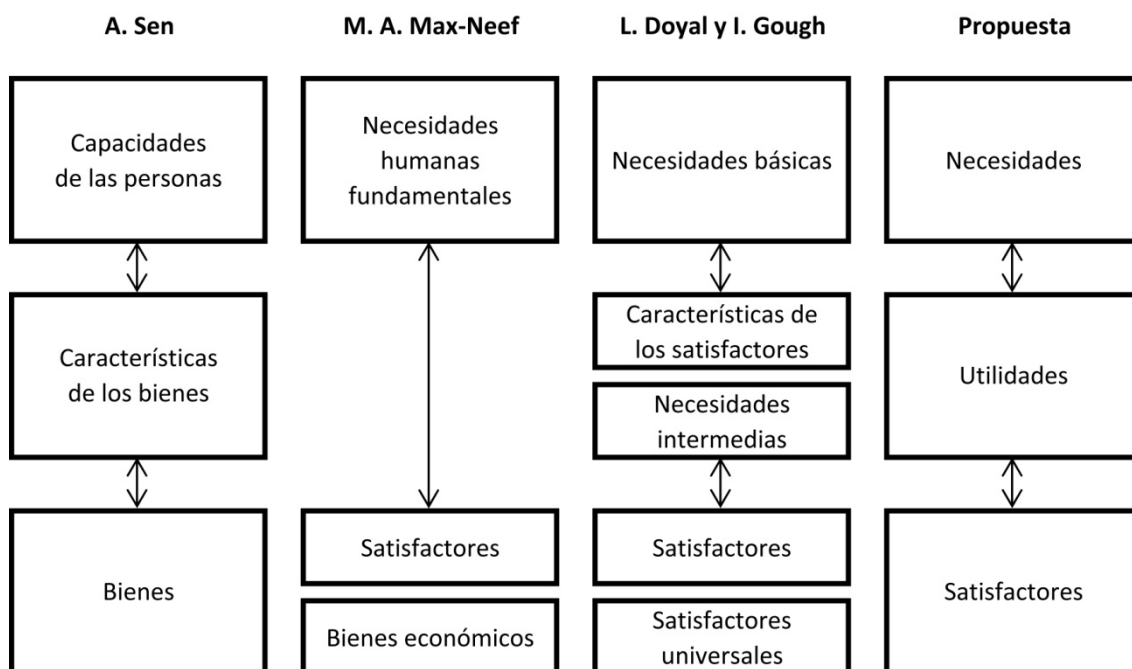 A. Sen
M. A. Max-Neef
L. Doyal y I. Gough
Propuesta
Capacidades
de las personas
Necesidades
humanas
fundamentales
Necesidades básicas
Necesidades
Características
de los bienes
Características de
los satisfactores
Necesidades
intermedias
Utilidades
Bienes
Satisfactores
Bienes económicos
Satisfactores
Satisfactores
universales
Satisfactores